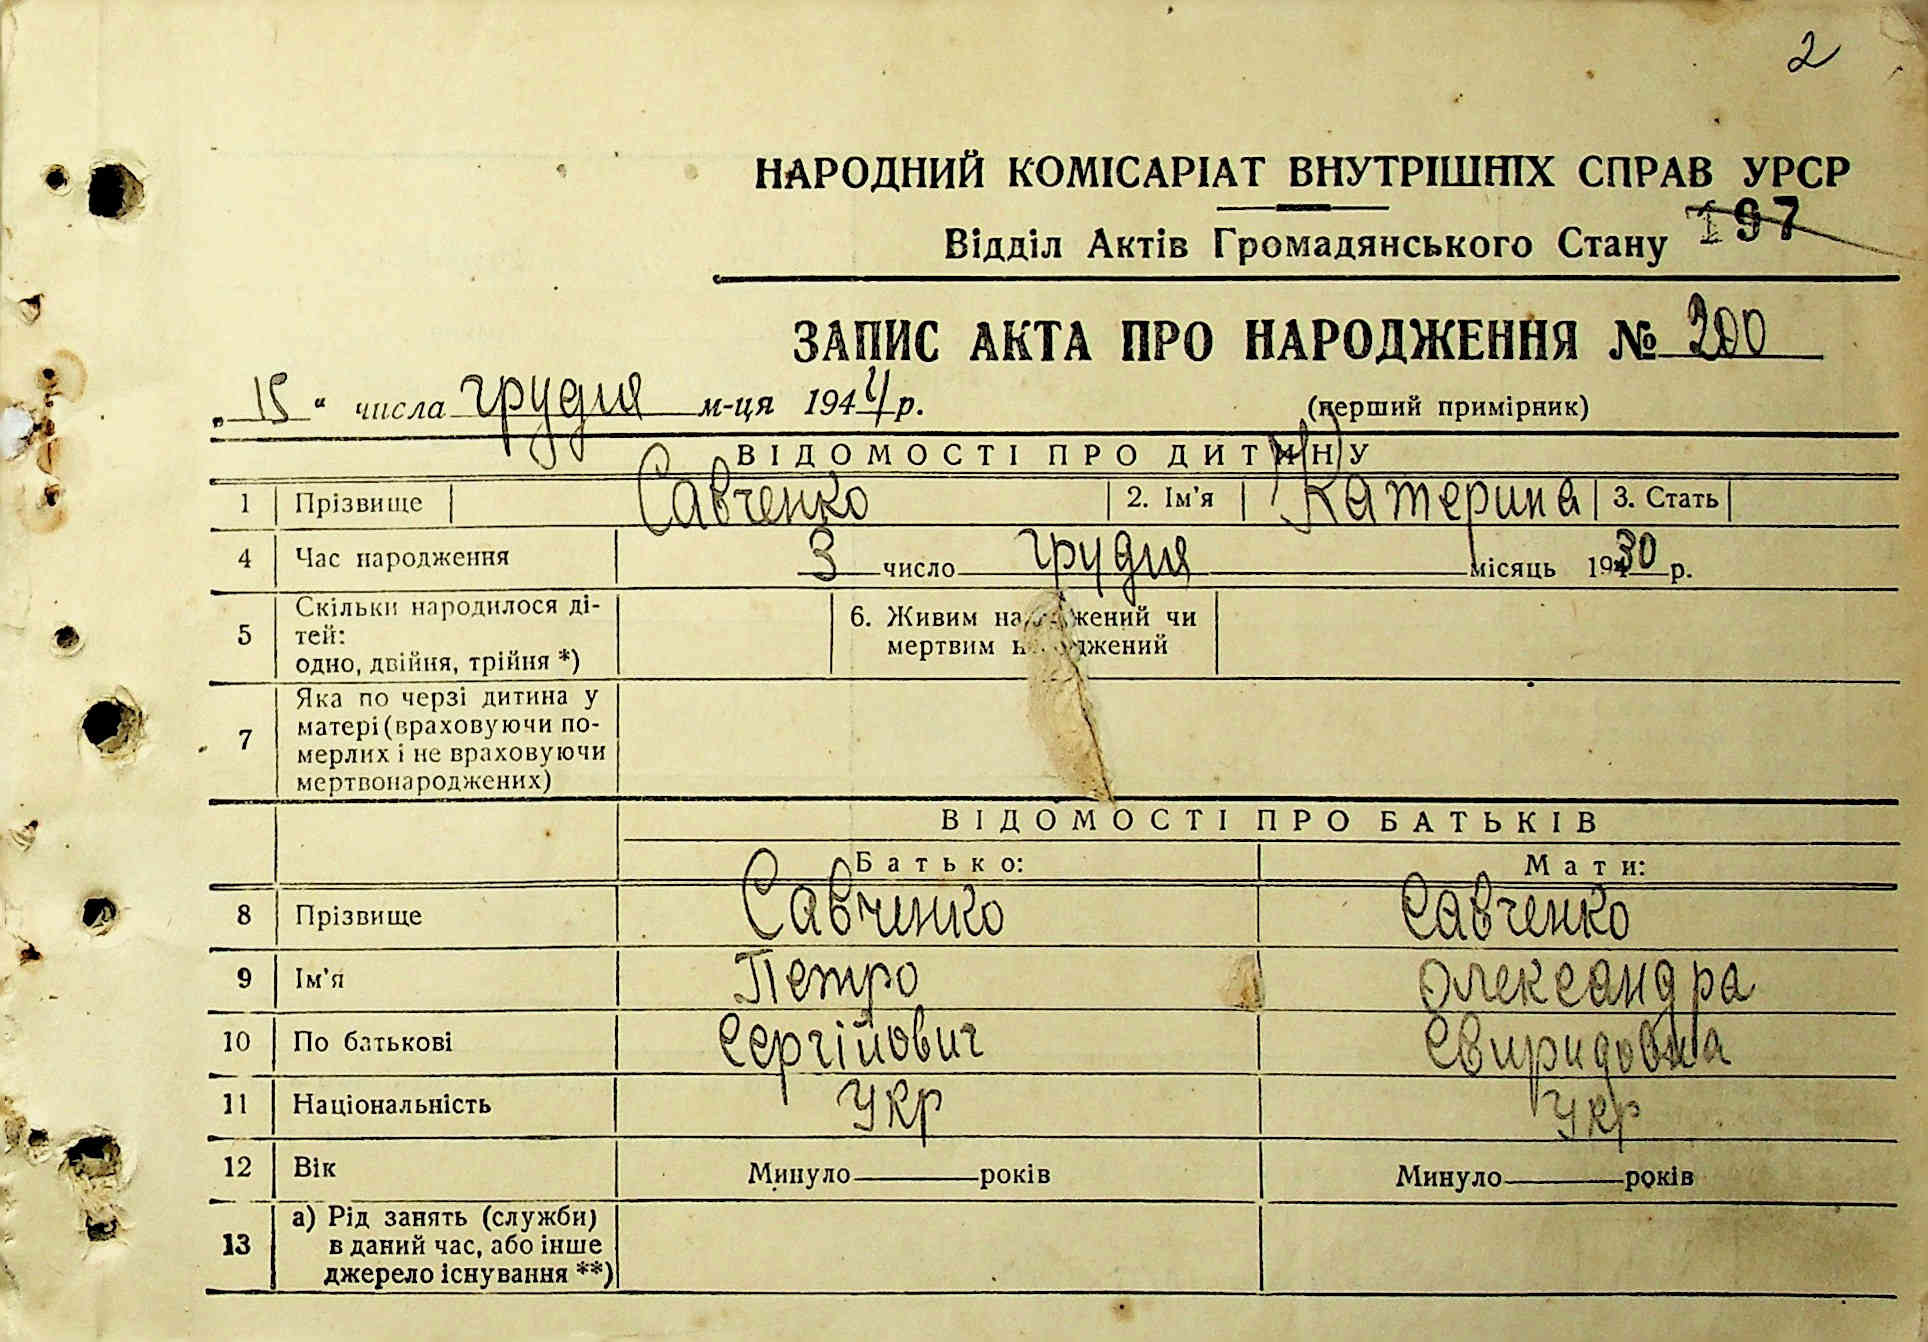 2
НАРОДНИЙ КОМІСАРІАТ ВНУТРІШНІХ СПРАВ УРСР
Відділ Актів Громадянського Стану 197
ЗАПИС АКТА ПРО НАРОДЖЕННЯ № 200
„15“ числа грудня м-ця 1944 р. (перший примірник)
ВІДОМОСТІ ПРО ДИТИНУ
1 Прізвище Савченко 2. Ім'я Катерина 3. Стать
4 Час народження 3 число грудня місяць 1930 р.
5 Скільки народилося ді-
тей:
одно, двійня, трійня *)
6. Живим народжений чи
мертвим народжений
7 Яка по черзі дитина у
матері (враховуючи по-
мерлих і не враховуючи
мертвонароджених)
ВІДОМОСТІ ПРО БАТЬКІВ
Батько: Мати:
8 Прізвище Савченко Савченко
9 Ім'я Петро Олександра
10 По батькові Сергійович Свиридовна
11 Національність Укр Укр
12 Вік Минуло років Минуло років
13 а) Рід занять (служби)
в даний час, або інше
джерело існування **)